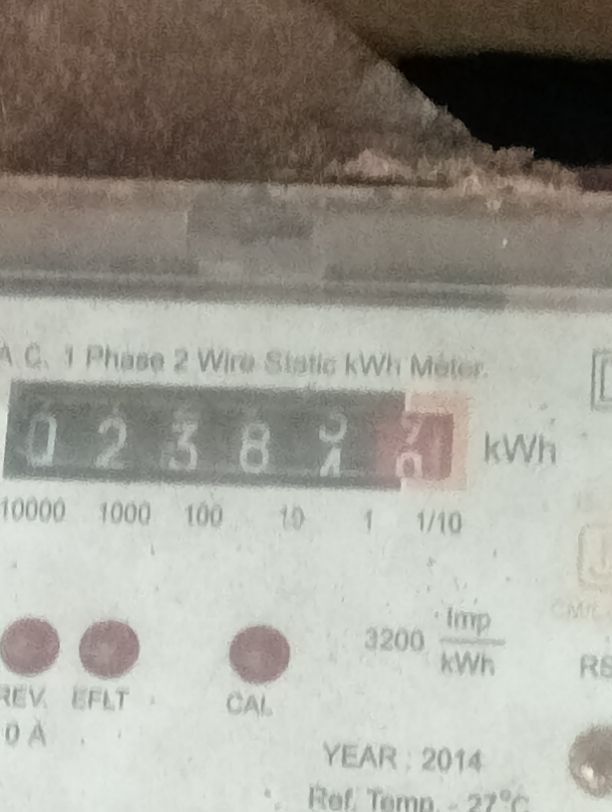 A.C. 1 Phase 2 Wire Static kWh Meter.
0 2 3 8 kWh
10000 1000 100 10 1 1/10
3200 Imp
kWh
REV. EFLT CAL
0 A
YEAR : 2014
Ref. Temp. 27°C